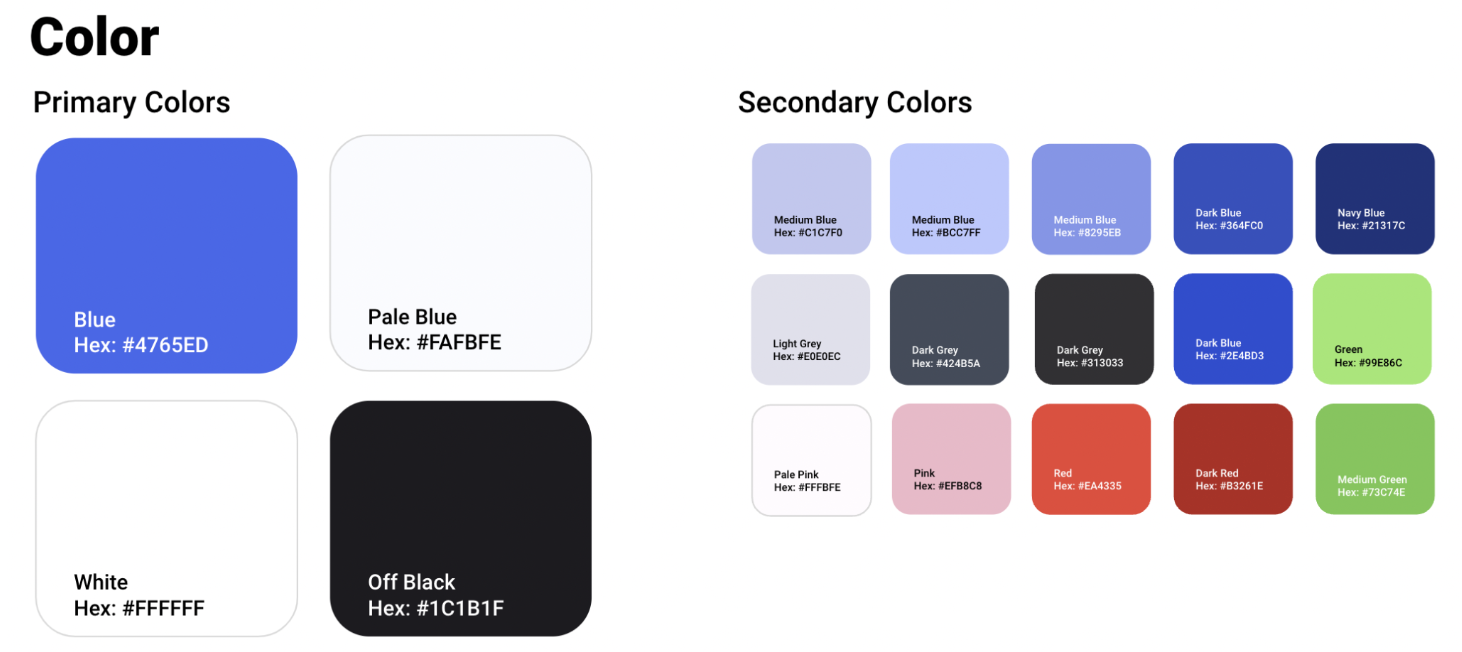 Color
Primary Colors
Blue
Hex: #4765ED
Pale Blue
Hex: #FAFBFE
White
Hex: #FFFFFF
Off Black
Hex: #1C1B1F
Secondary Colors
Medium Blue
Hex: #C1C7F0
Medium Blue
Hex: #BCC7FF
Medium Blue
Hex: #8295EB
Dark Blue
Hex: #364FC0
Navy Blue
Hex: #21317C
Light Grey
Hex: #E0E0EC
Dark Grey
Hex: #424B5A
Dark Grey
Hex: #313033
Dark Blue
Hex: #2E4BD3
Green
Hex: #99E86C
Pale Pink
Hex: #FFFBFE
Pink
Hex: #EFB8C8
Red
Hex: #EA4335
Dark Red
Hex: #B3261E
Medium Green
Hex: #73C74E